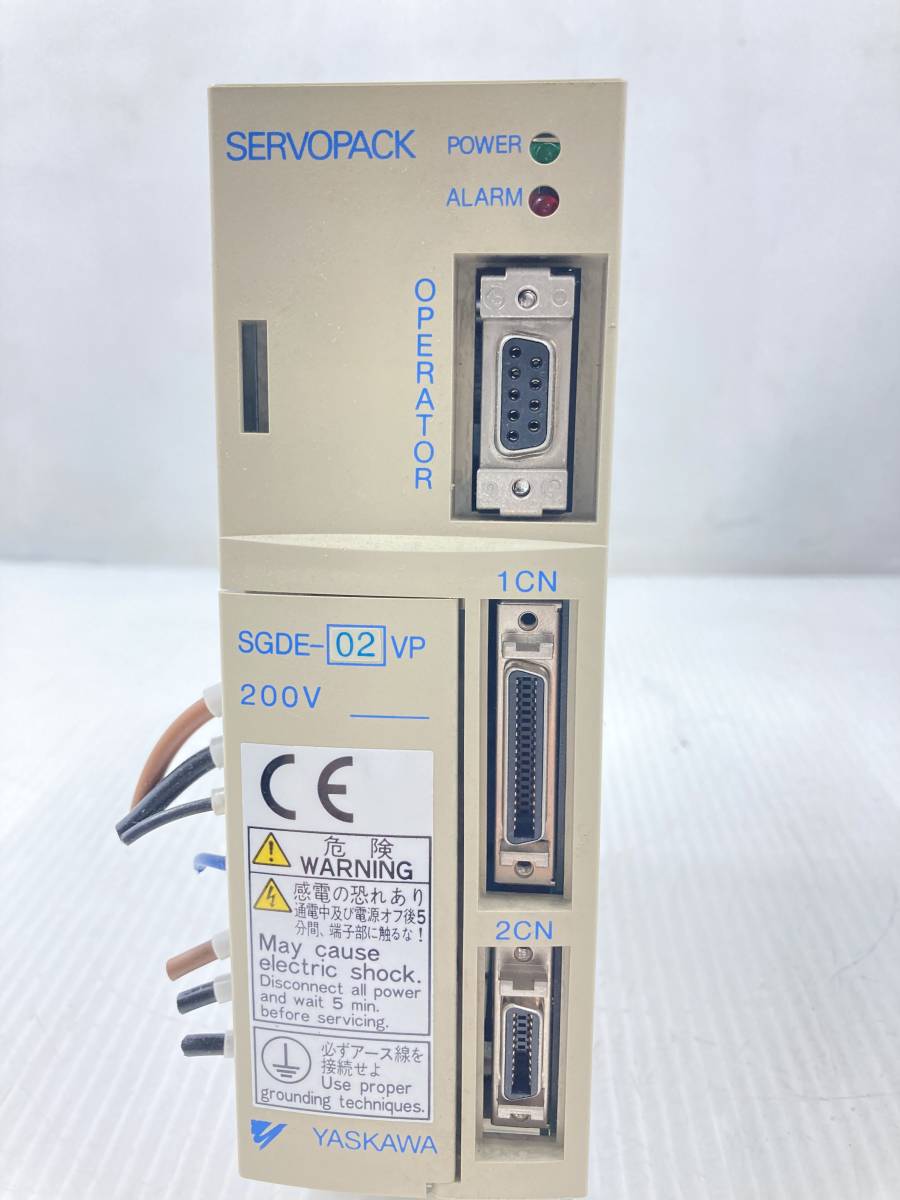 SERVOPACK
POWER
ALARM
OPERATOR
1CN
SGDE-02VP
200V
CE
危険
WARNING
感電の恐れあり
通電中及び電源オフ後5
分間、端子部に触るな!
May cause
electric shock.
Disconnect all power
and wait 5 min.
before servicing.
必ずアース線を
接続せよ
Use proper
grounding techniques.
2CN
YASKAWA